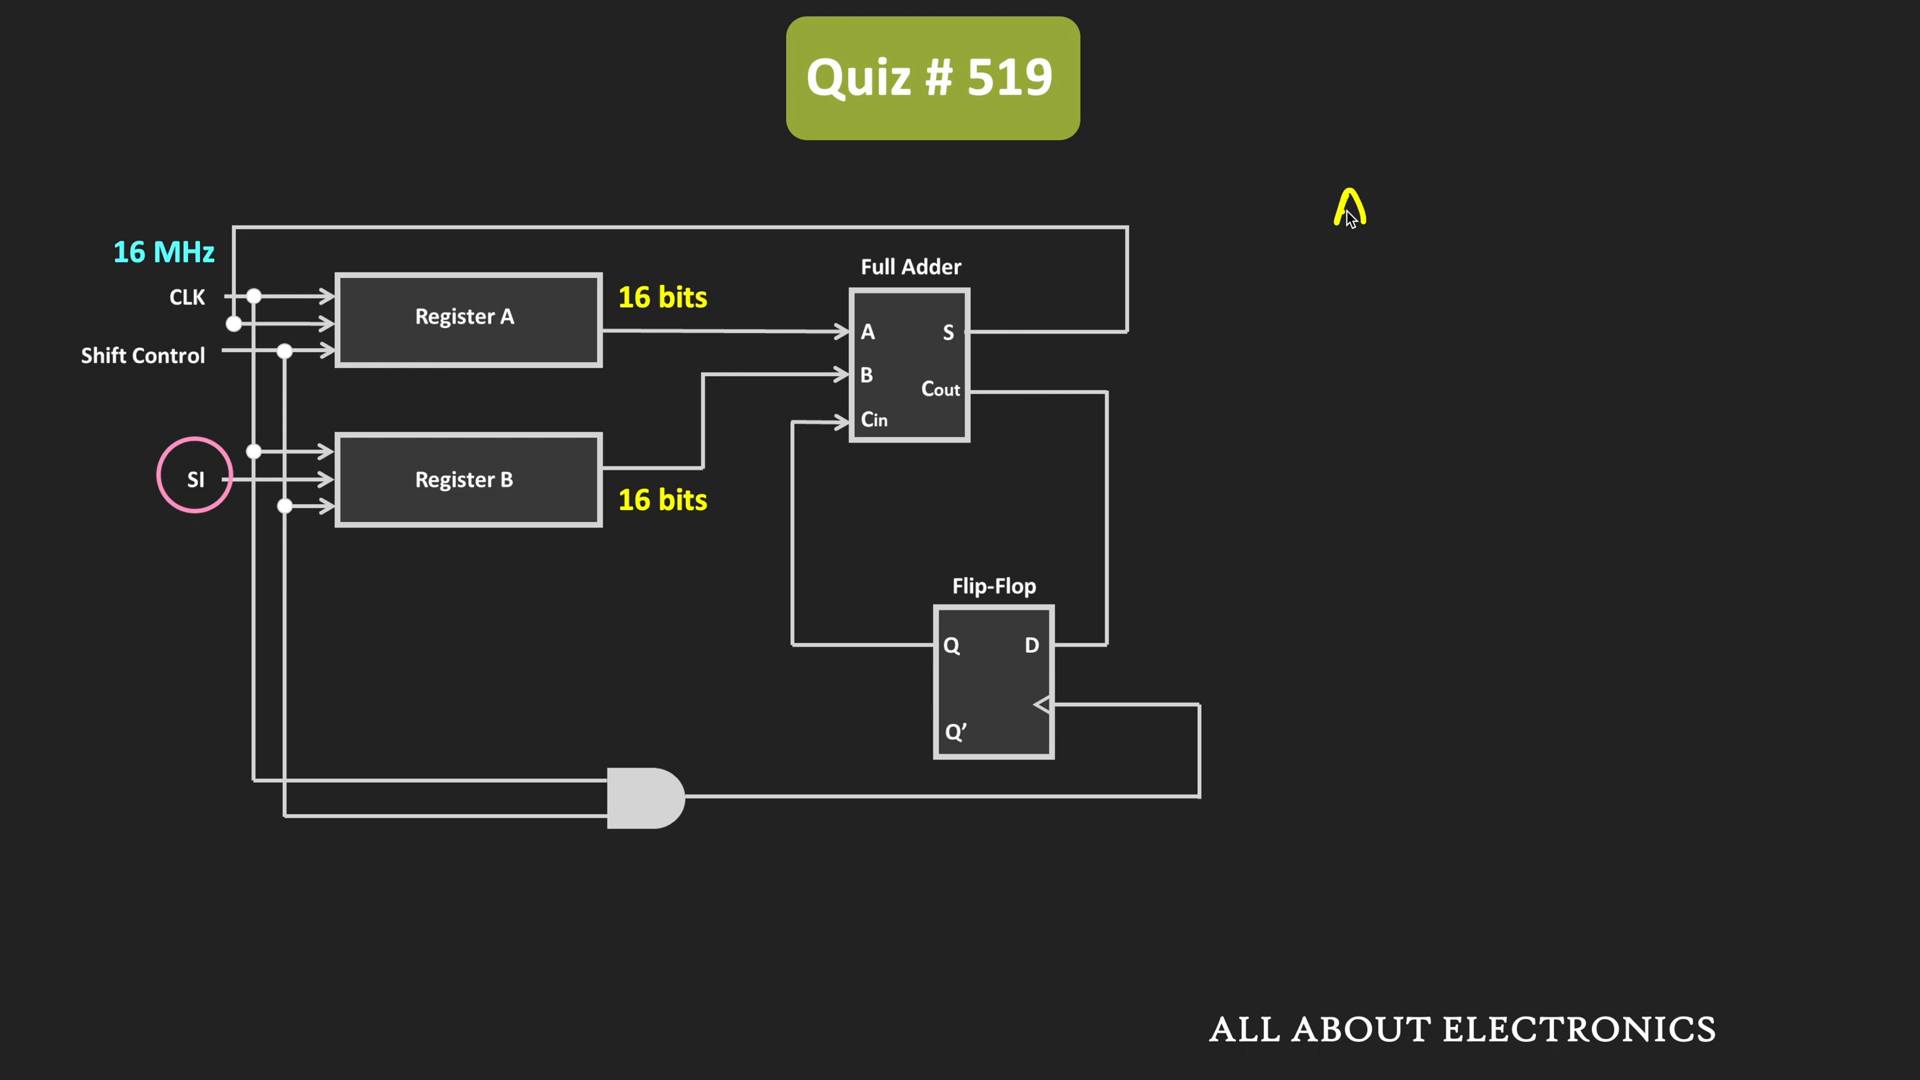 Quiz # 519
16 MHz
CLK
Shift Control
SI
Register A
16 bits
Register B
16 bits
Full Adder
A
S
B
Cout
Cin
Flip-Flop
Q
D
Q’
ALL ABOUT ELECTRONICS